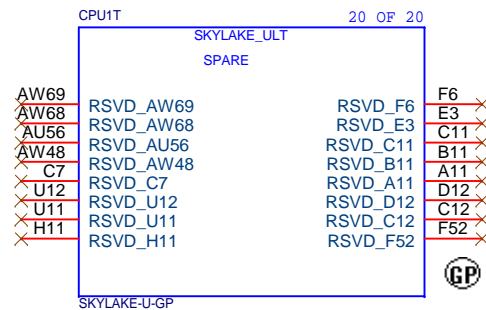 CPU1T 20 OF 20
SKYLAKE_ULT
SPARE
AW69 RSVD_AW69 RSVD_F6 F6
AW68 RSVD_AW68 RSVD_E3 E3
AU56 RSVD_AU56 RSVD_C11 C11
AW48 RSVD_AW48 RSVD_B11 B11
C7 RSVD_C7 RSVD_A11 A11
U12 RSVD_U12 RSVD_D12 D12
U11 RSVD_U11 RSVD_C12 C12
H11 RSVD_H11 RSVD_F52 F52
GP
SKYLAKE-U-GP